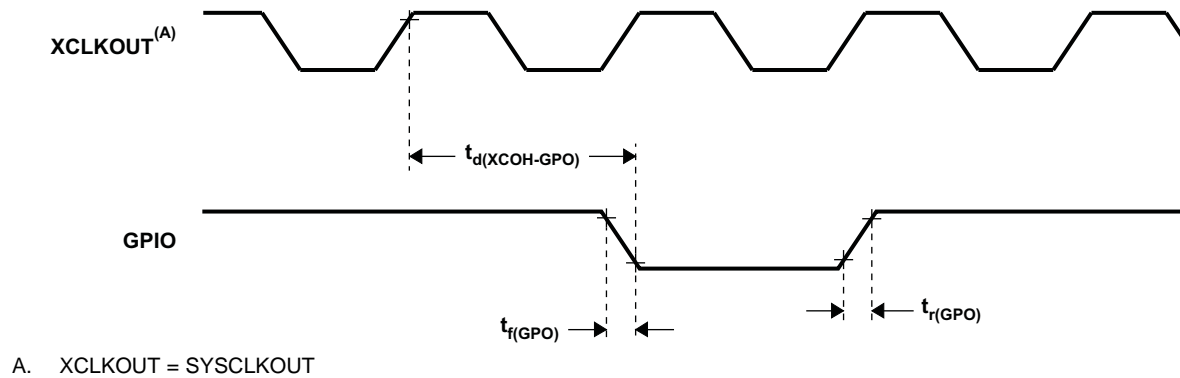 XCLKOUT(A)
td(XCOH-GPO)
GPIO
tf(GPO)
tr(GPO)
A. XCLKOUT = SYSCLKOUT